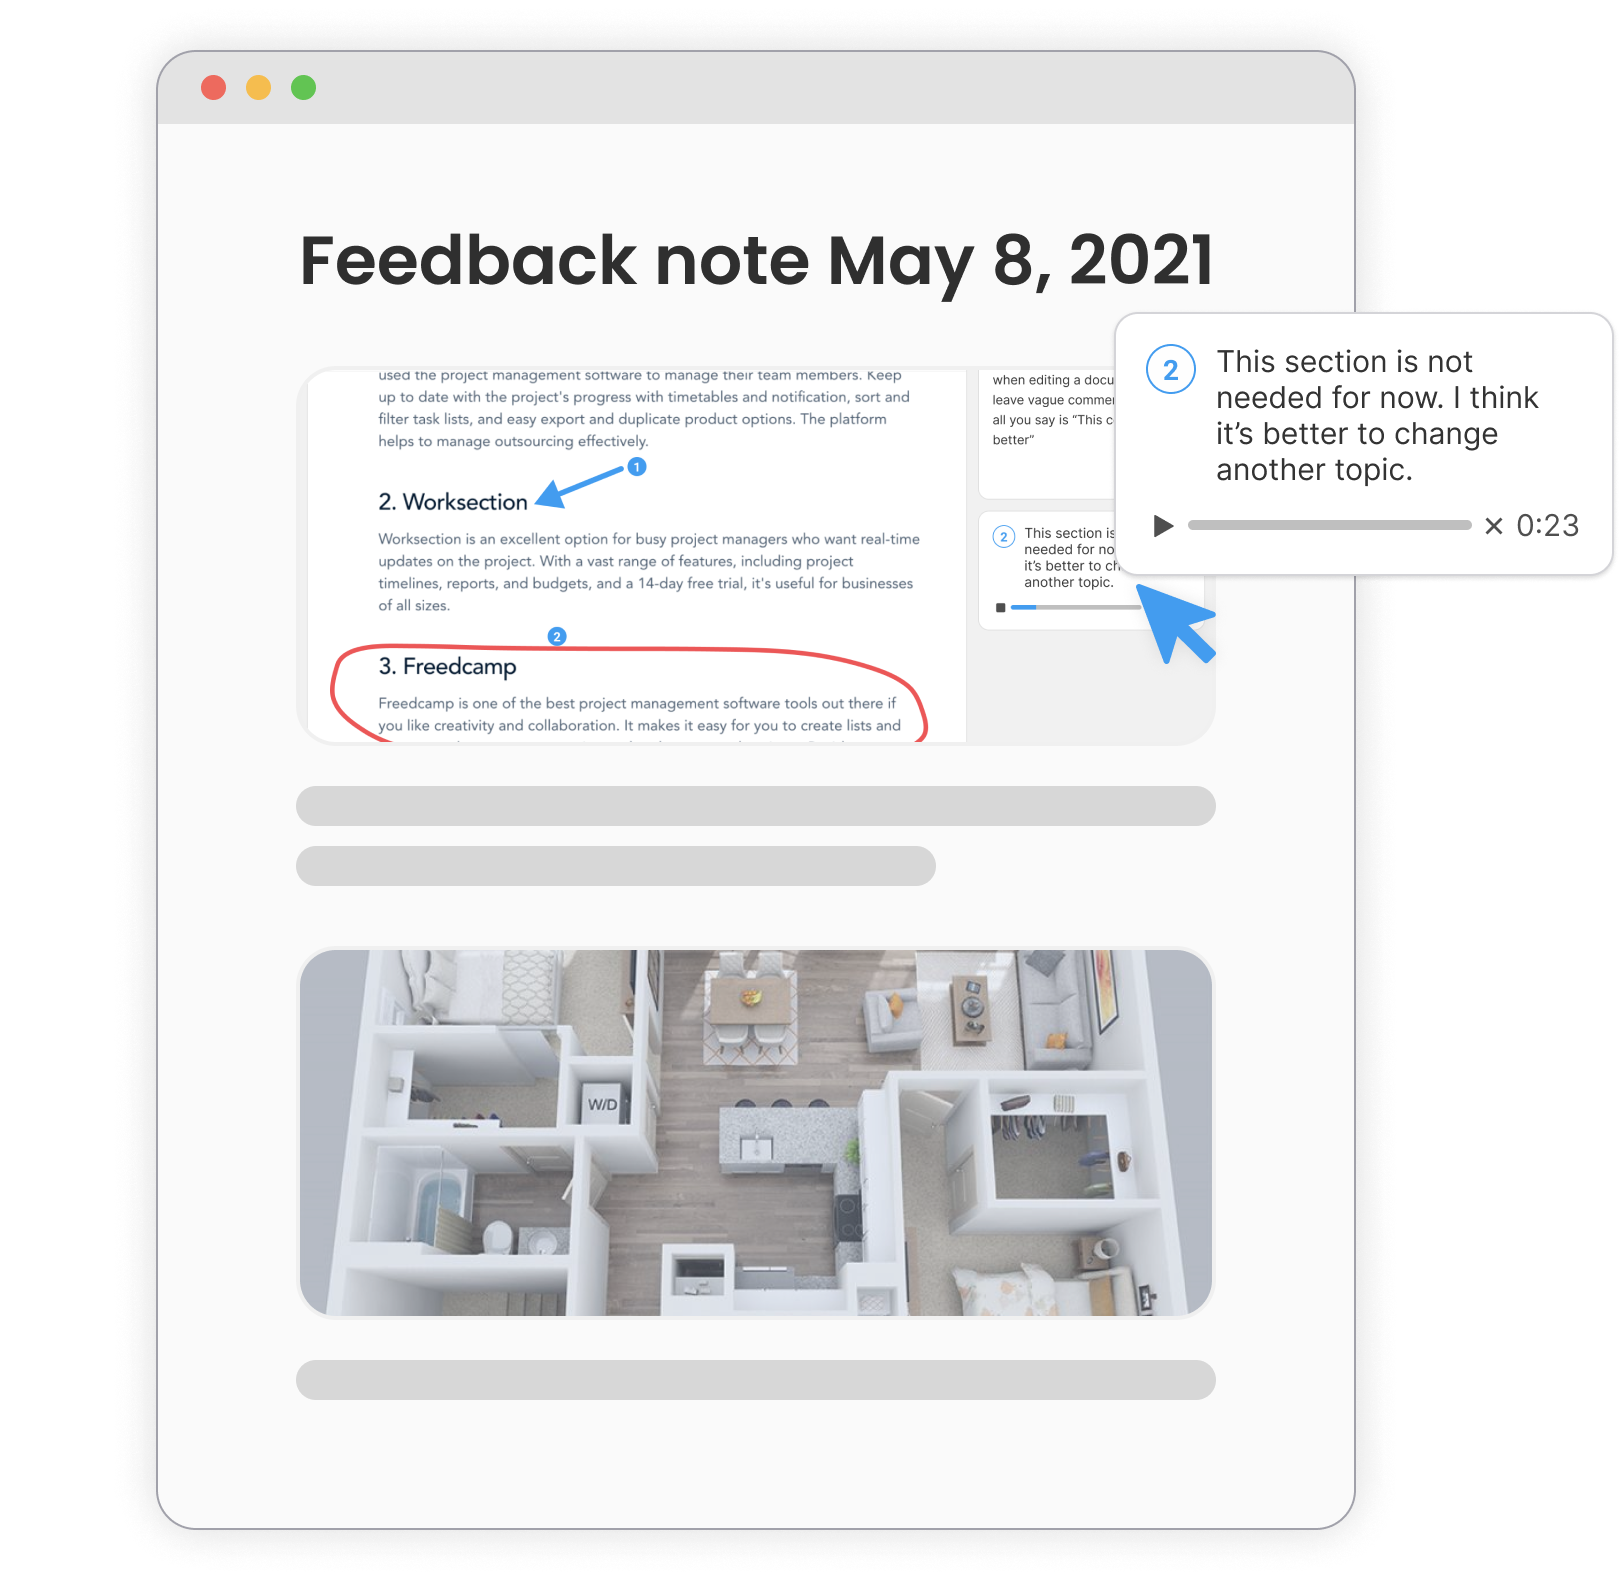 Feedback note May 8, 2021
used the project management software to manage their team members. Keep
up to date with the project's progress with timetables and notification, sort and
filter task lists, and easy export and duplicate product options. The platform
helps to manage outsourcing effectively.
1
2. Worksection
Worksection is an excellent option for busy project managers who want real-time
updates on the project. With a vast range of features, including project
timelines, reports, and budgets, and a 14-day free trial, it's useful for businesses
of all sizes.
2
3. Freedcamp
Freedcamp is one of the best project management software tools out there if
you like creativity and collaboration. It makes it easy for you to create lists and
when editing a docu
leave vague commen
all you say is “This c
better”
2
This section is
needed for no
it's better to ch
another topic.
2
This section is not
needed for now. I think
it’s better to change
another topic.
0:23
W/D